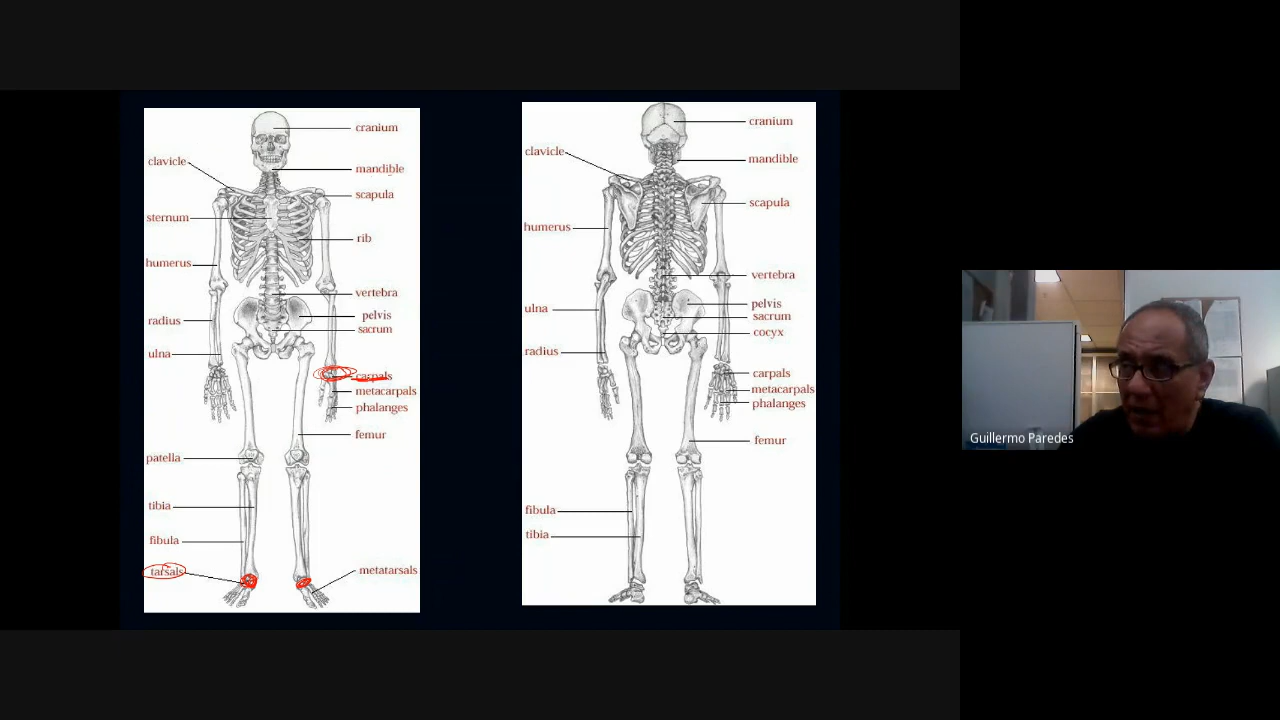 cranium
clavicle
mandible
scapula
sternum
rib
humerus
vertebra
pelvis
radius
sacrum
ulna
carpals
metacarpals
phalanges
femur
patella
tibia
fibula
tarsals
metatarsals
cranium
clavicle
mandible
scapula
humerus
vertebra
pelvis
ulna
sacrum
cocyx
radius
carpals
metacarpals
phalanges
femur
fibula
tibia
Guillermo Paredes